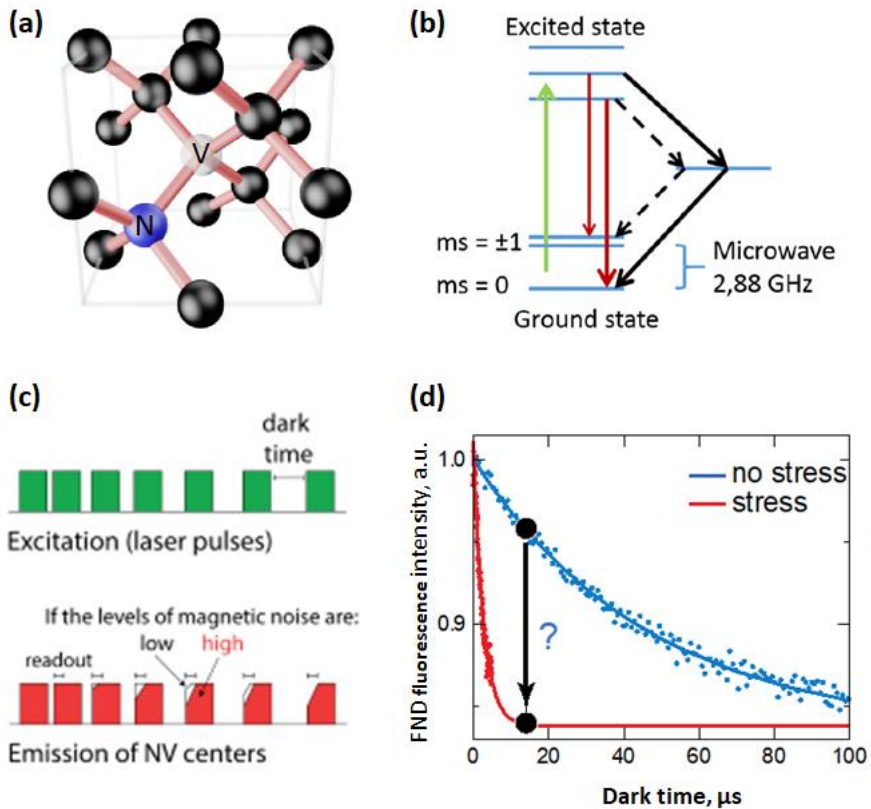 (a)
V
N
(b)
Excited state
ms = ±1
ms = 0
Microwave
2,88 GHz
Ground state
(c)
dark
time
Excitation (laser pulses)
If the levels of magnetic noise are:
low
high
readout
Emission of NV centers
(d)
FND fluorescence intensity, a.u.
1.0
0.9
no stress
stress
?
0
20
40
60
80
100
Dark time, µs